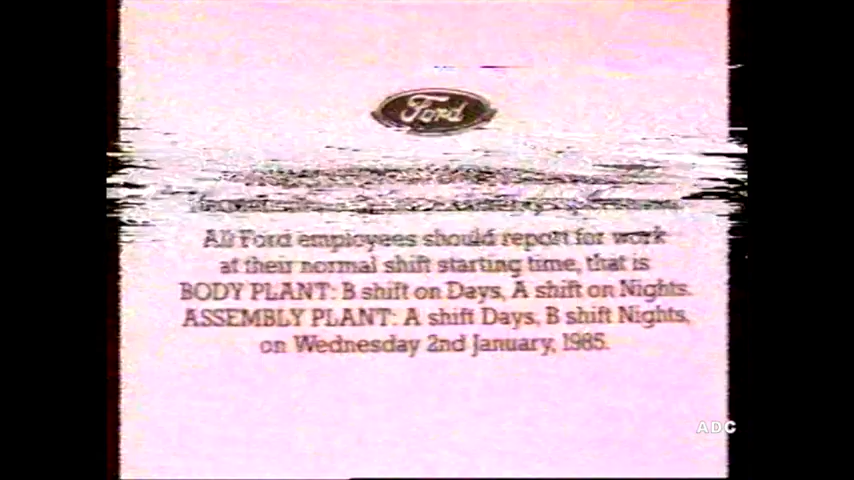 Ford
All Ford employees should report for work
at their normal shift starting time, that is
BODY PLANT: B shift on Days, A shift on Nights.
ASSEMBLY PLANT: A shift Days, B shift Nights,
on Wednesday 2nd January, 1985.
ADC